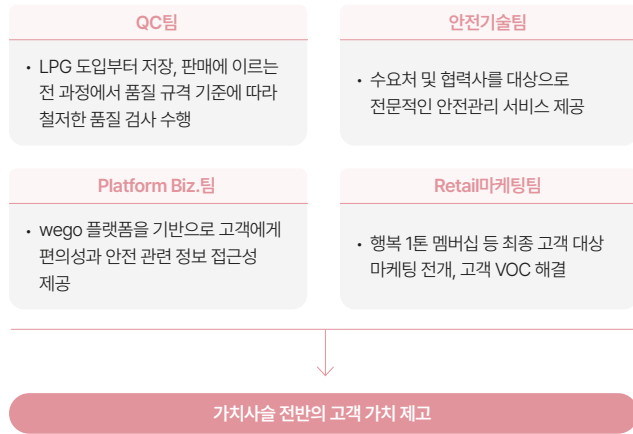 QC팀
• LPG 도입부터 저장, 판매에 이르는
전 과정에서 품질 규격 기준에 따라
철저한 품질 검사 수행
안전기술팀
• 수요처 및 협력사를 대상으로
전문적인 안전관리 서비스 제공
Platform Biz.팀
• wego 플랫폼을 기반으로 고객에게
편의성과 안전 관련 정보 접근성
제공
Retail마케팅팀
• 행복 1톤 멤버십 등 최종 고객 대상
마케팅 전개, 고객 VOC 해결
가치사슬 전반의 고객 가치 제고